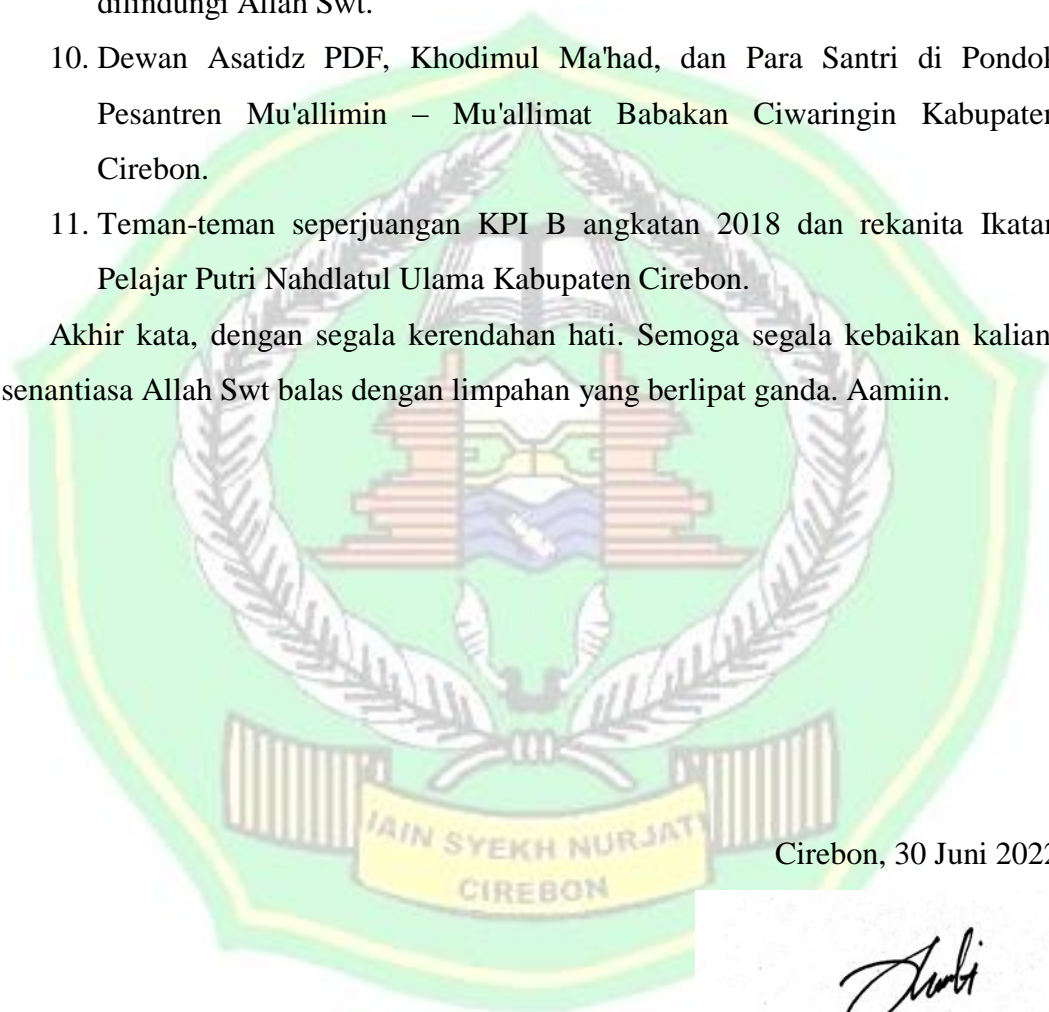 dilindungi Allah Swt.
10. Dewan Asatidz PDF, Khodimul Ma'had, dan Para Santri di Pondok
Pesantren Mu'allimin – Mu'allimat Babakan Ciwaringin Kabupaten
Cirebon.
11. Teman-teman seperjuangan KPI B angkatan 2018 dan rekanita Ikatan
Pelajar Putri Nahdlatul Ulama Kabupaten Cirebon.
Akhir kata, dengan segala kerendahan hati. Semoga segala kebaikan kalian
senantiasa Allah Swt balas dengan limpahan yang berlipat ganda. Aamiin.
IAIN SYEKH NURJATI
CIREBON
Cirebon, 30 Juni 2022